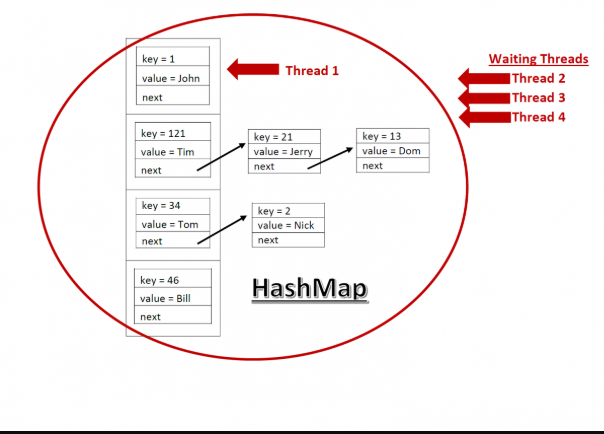 key = 1
value = John
next
Thread 1
Waiting Threads
Thread 2
Thread 3
Thread 4
key = 121
value = Tim
next
key = 21
value = Jerry
next
key = 13
value = Dom
next
key = 34
value = Tom
next
key = 2
value = Nick
next
key = 46
value = Bill
next
HashMap